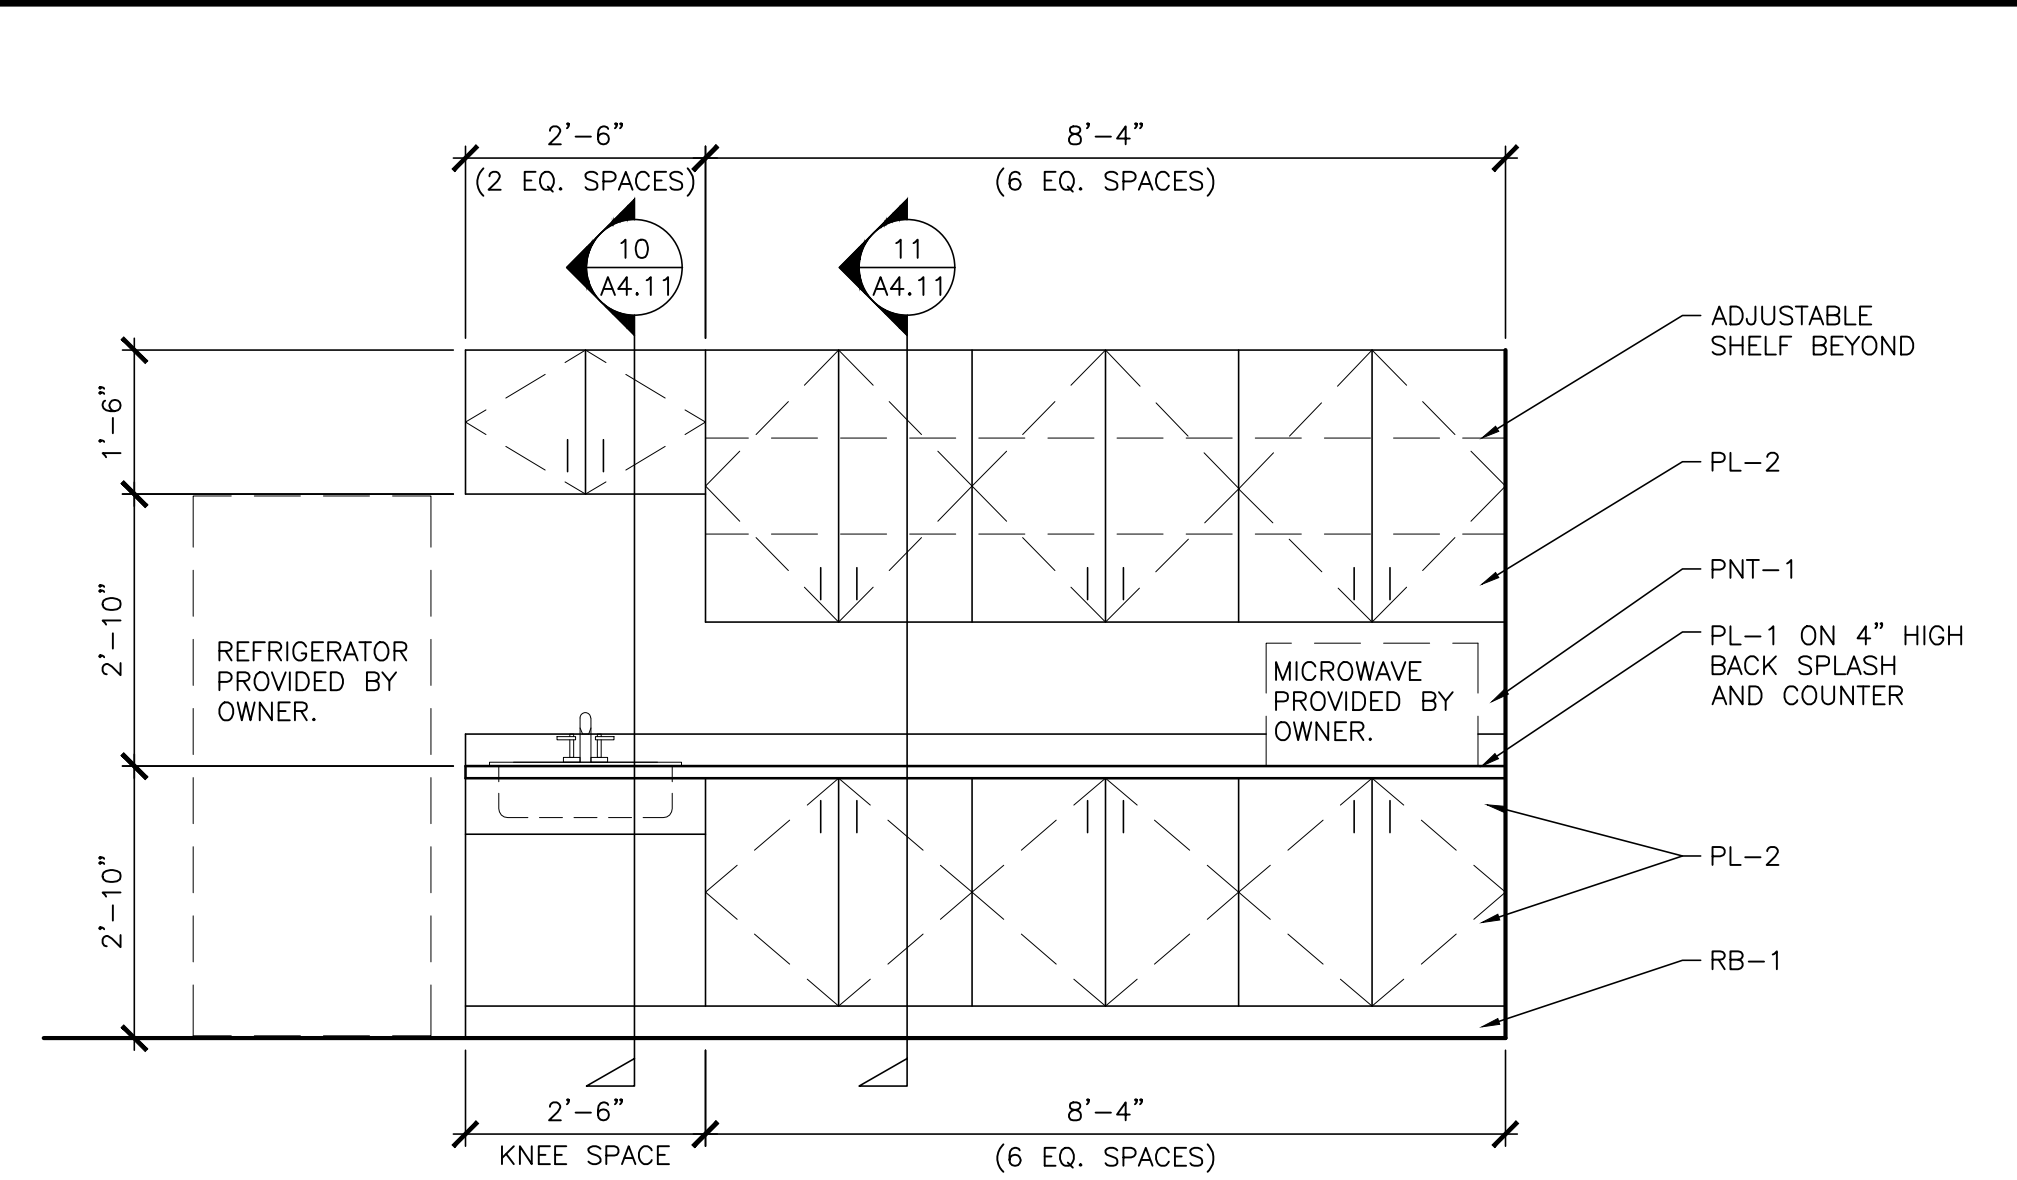 2'-6"
8'-4"
(2 EQ. SPACES)
(6 EQ. SPACES)
10
A4.11
11
A4.11
ADJUSTABLE
SHELF BEYOND
1'-6"
PL-2
PNT-1
2'-10"
REFRIGERATOR
PROVIDED BY
OWNER.
MICROWAVE
PROVIDED BY
OWNER.
PL-1 ON 4" HIGH
BACK SPLASH
AND COUNTER
2'-10"
PL-2
RB-1
2'-6"
8'-4"
KNEE SPACE
(6 EQ. SPACES)